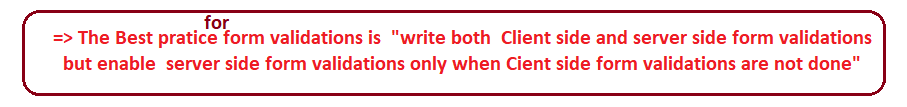 for
=> The Best pratice form validations is "write both Client side and server side form validations
but enable server side form validations only when Cient side form validations are not done"